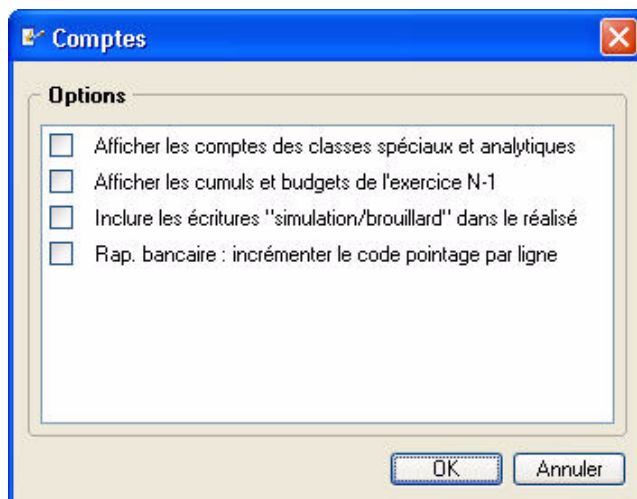 Comptes
Options
Afficher les comptes des classes spéciaux et analytiques
Afficher les cumuls et budgets de l'exercice N-1
Inclure les écritures "simulation/brouillard" dans le réalisé
Rap. bancaire : incrémenter le code pointage par ligne
OK Annuler